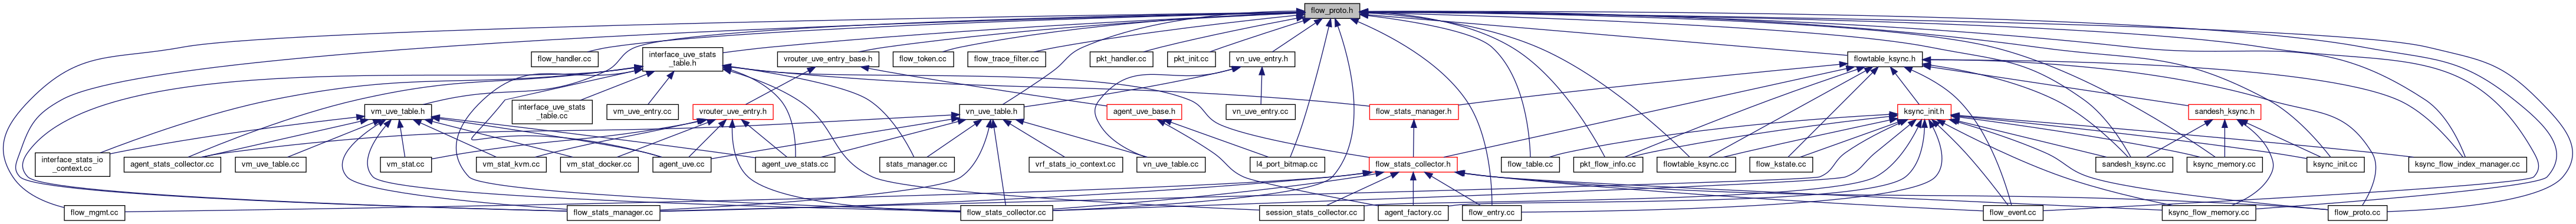 flow_proto.h
flow_handler.cc
interface_uve_stats
_table.h
vrouter_uve_entry_base.h
flow_token.cc
flow_trace_filter.cc
pkt_handler.cc
pkt_init.cc
vn_uve_entry.h
flowtable_ksync.h
vm_uve_table.h
interface_uve_stats
_table.cc
vm_uve_entry.cc
vrouter_uve_entry.h
vn_uve_table.h
agent_uve_base.h
vn_uve_entry.cc
flow_stats_manager.h
ksync_init.h
sandesh_ksync.h
interface_stats_io
_context.cc
agent_stats_collector.cc
vm_uve_table.cc
vm_stat.cc
vm_stat_kvm.cc
vm_stat_docker.cc
agent_uve.cc
agent_uve_stats.cc
stats_manager.cc
vrf_stats_io_context.cc
vn_uve_table.cc
l4_port_bitmap.cc
flow_stats_collector.h
flow_table.cc
pkt_flow_info.cc
flowtable_ksync.cc
flow_kstate.cc
sandesh_ksync.cc
ksync_memory.cc
ksync_init.cc
ksync_flow_index_manager.cc
flow_mgmt.cc
flow_stats_manager.cc
flow_stats_collector.cc
session_stats_collector.cc
agent_factory.cc
flow_entry.cc
flow_event.cc
ksync_flow_memory.cc
flow_proto.cc